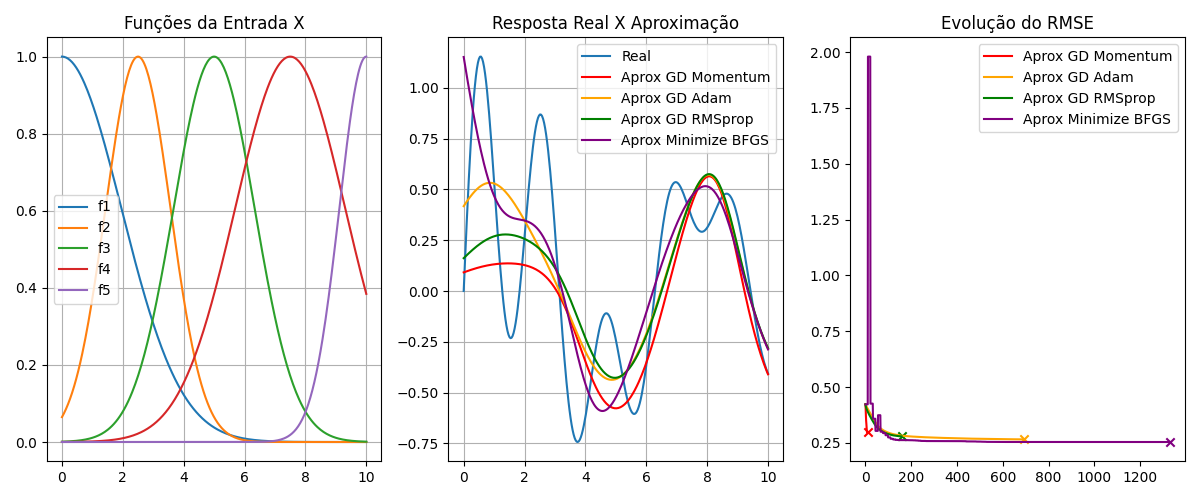 Funções da Entrada X
1.0
0.8
0.6
0.4
0.2
0.0
f1
f2
f3
f4
f5
0 2 4 6 8 10
Resposta Real X Aproximação
1.00
0.75
0.50
0.25
0.00
−0.25
−0.50
−0.75
Real
Aprox GD Momentum
Aprox GD Adam
Aprox GD RMSprop
Aprox Minimize BFGS
0 2 4 6 8 10
Evolução do RMSE
2.00
1.75
1.50
1.25
1.00
0.75
0.50
0.25
Aprox GD Momentum
Aprox GD Adam
Aprox GD RMSprop
Aprox Minimize BFGS
0 200 400 600 800 1000 1200